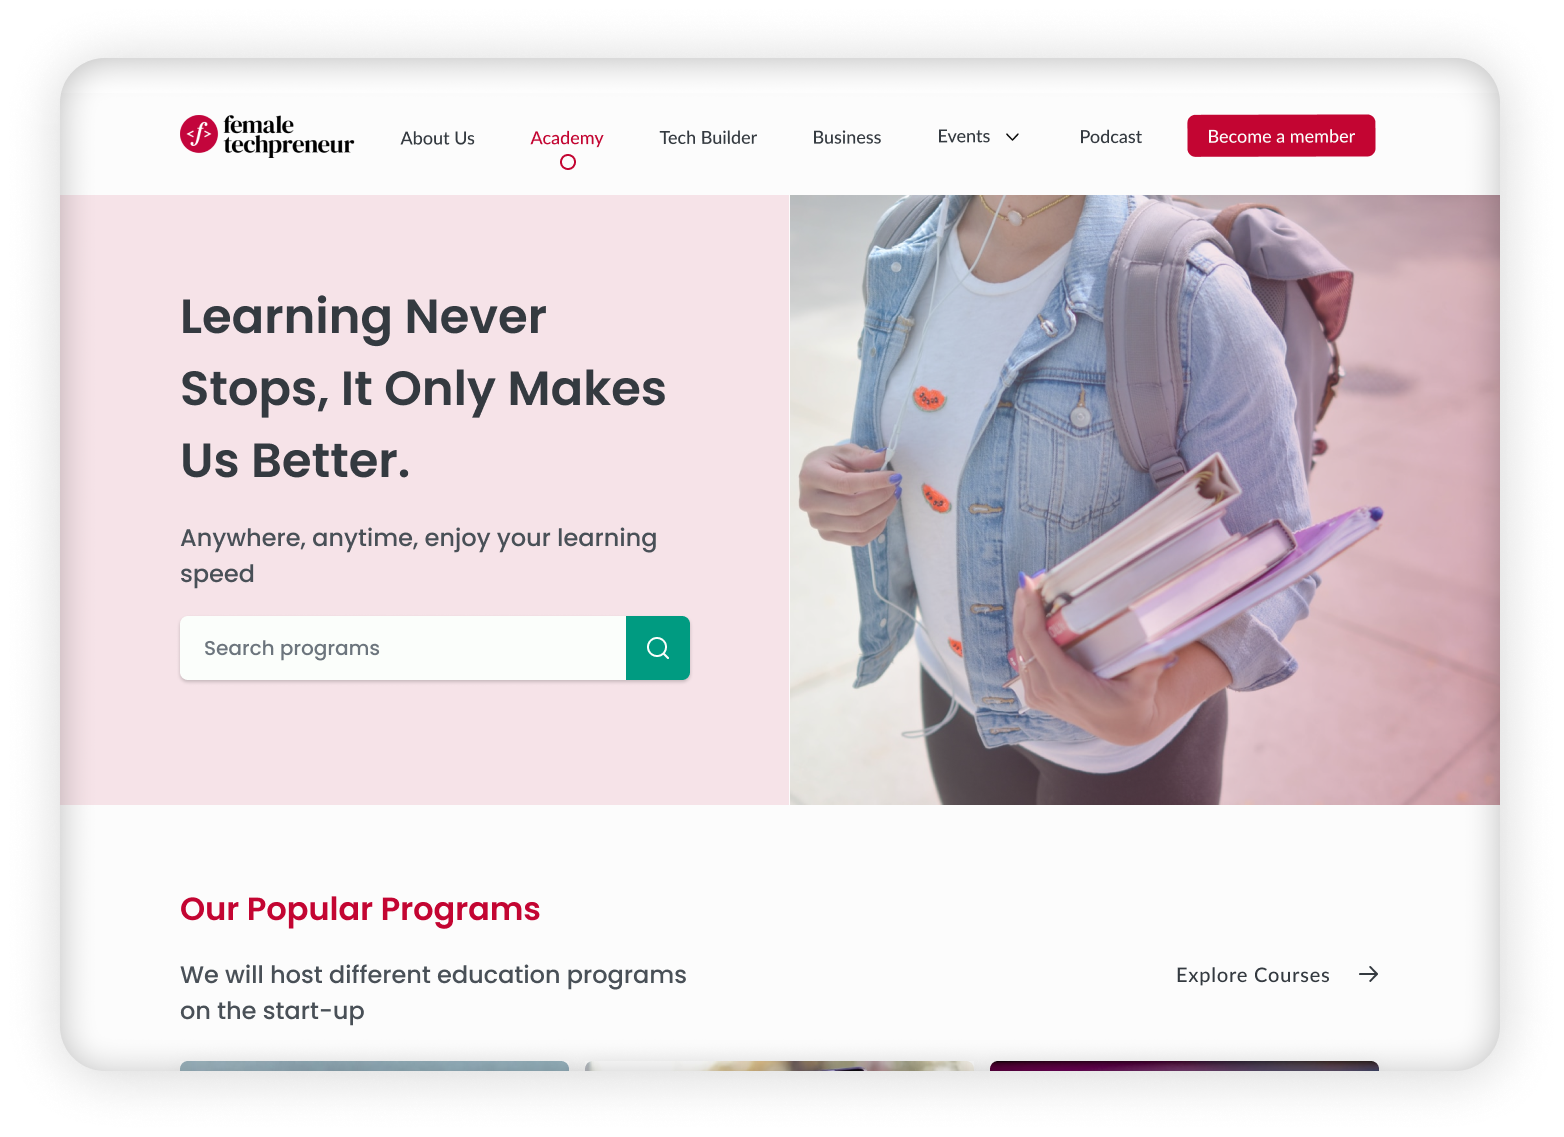 <f>
female
techpreneur
About Us
Academy
Tech Builder
Business
Events
Podcast
Become a member
Learning Never
Stops, It Only Makes
Us Better.
Anywhere, anytime, enjoy your learning
speed
Search programs
Our Popular Programs
We will host different education programs
on the start-up
Explore Courses